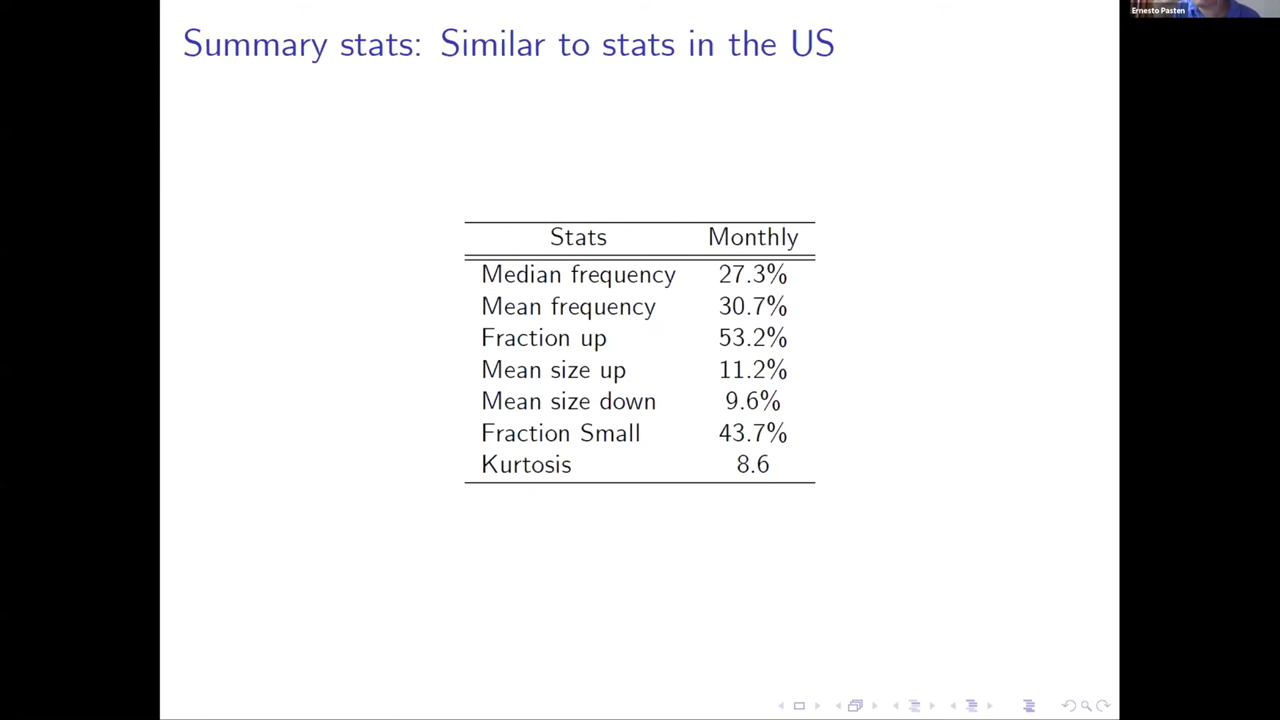 Ernesto Pasten
Summary stats: Similar to stats in the US
Stats Monthly
Median frequency 27.3%
Mean frequency 30.7%
Fraction up 53.2%
Mean size up 11.2%
Mean size down 9.6%
Fraction Small 43.7%
Kurtosis 8.6